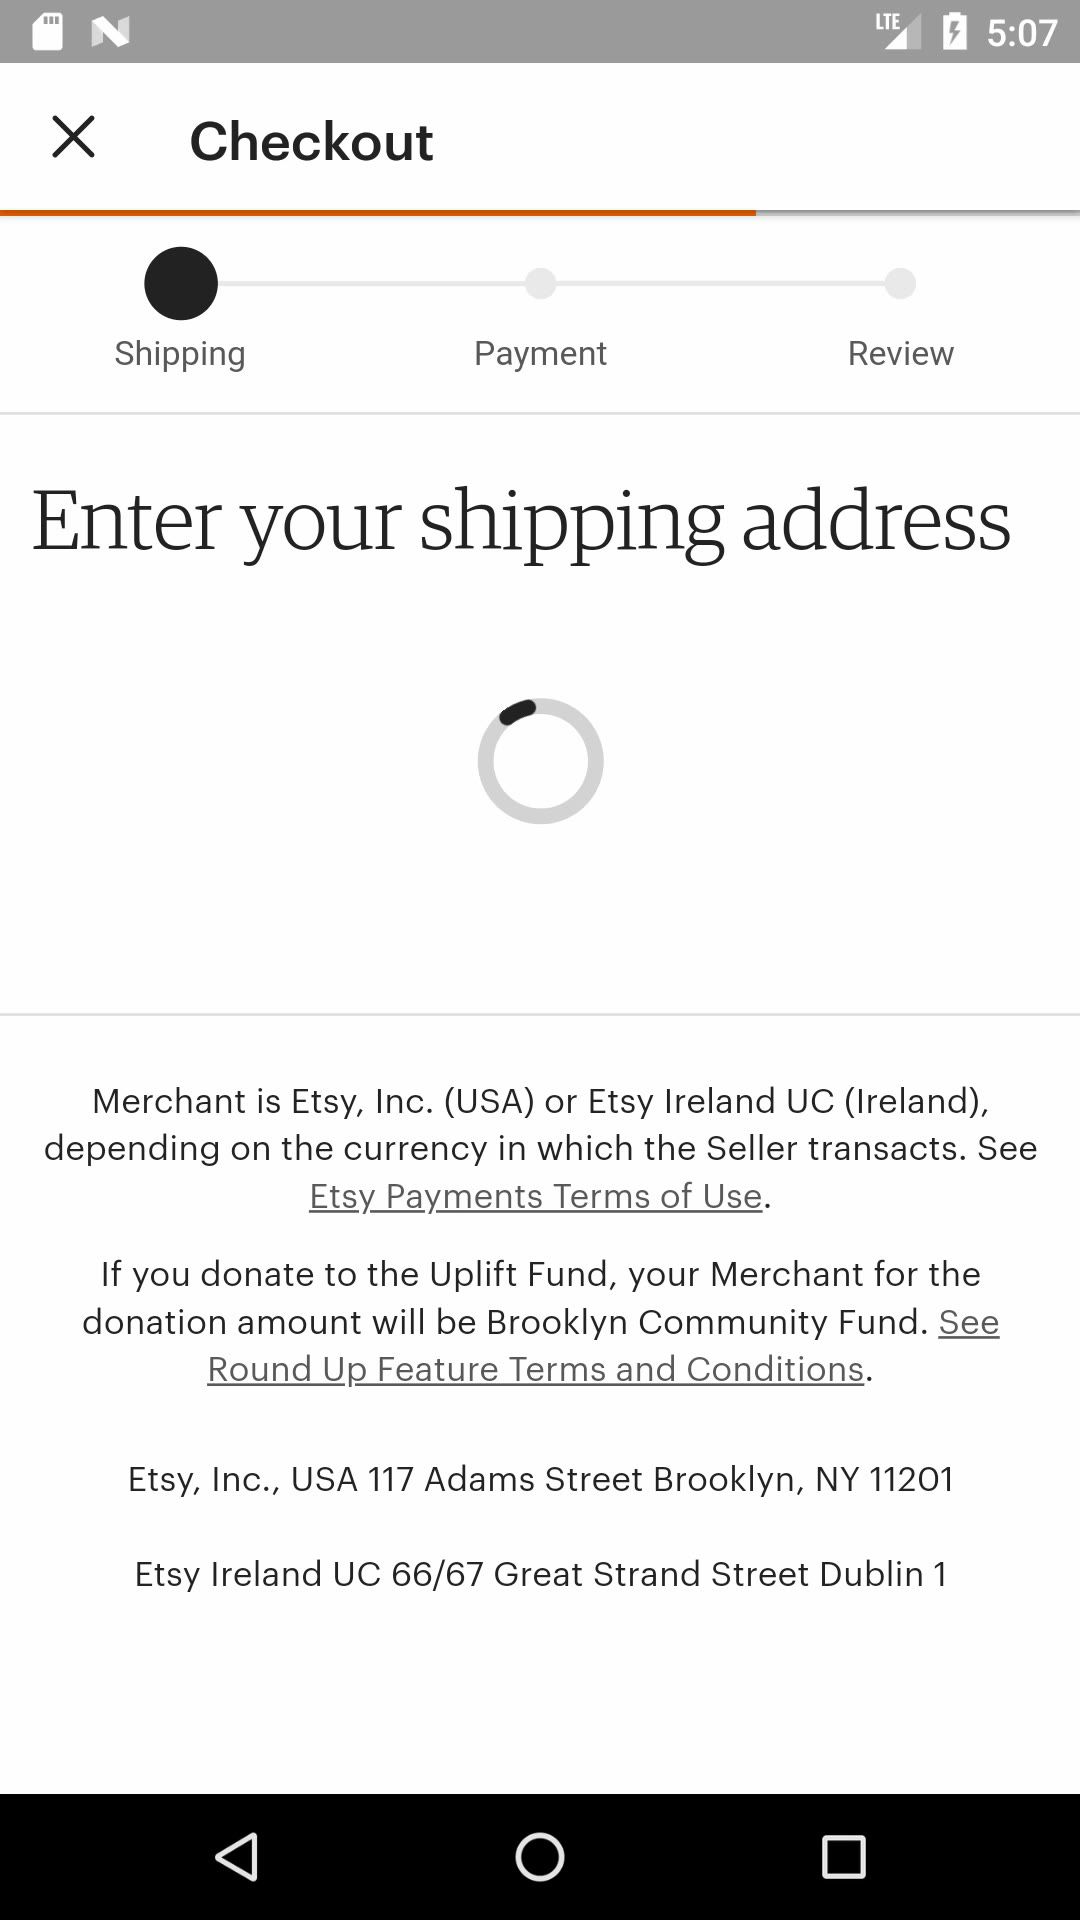 LTE 5:07
Checkout
Shipping Payment Review
Enter your shipping address
Merchant is Etsy, Inc. (USA) or Etsy Ireland UC (Ireland),
depending on the currency in which the Seller transacts. See
Etsy Payments Terms of Use.
If you donate to the Uplift Fund, your Merchant for the
donation amount will be Brooklyn Community Fund. See
Round Up Feature Terms and Conditions.
Etsy, Inc., USA 117 Adams Street Brooklyn, NY 11201
Etsy Ireland UC 66/67 Great Strand Street Dublin 1